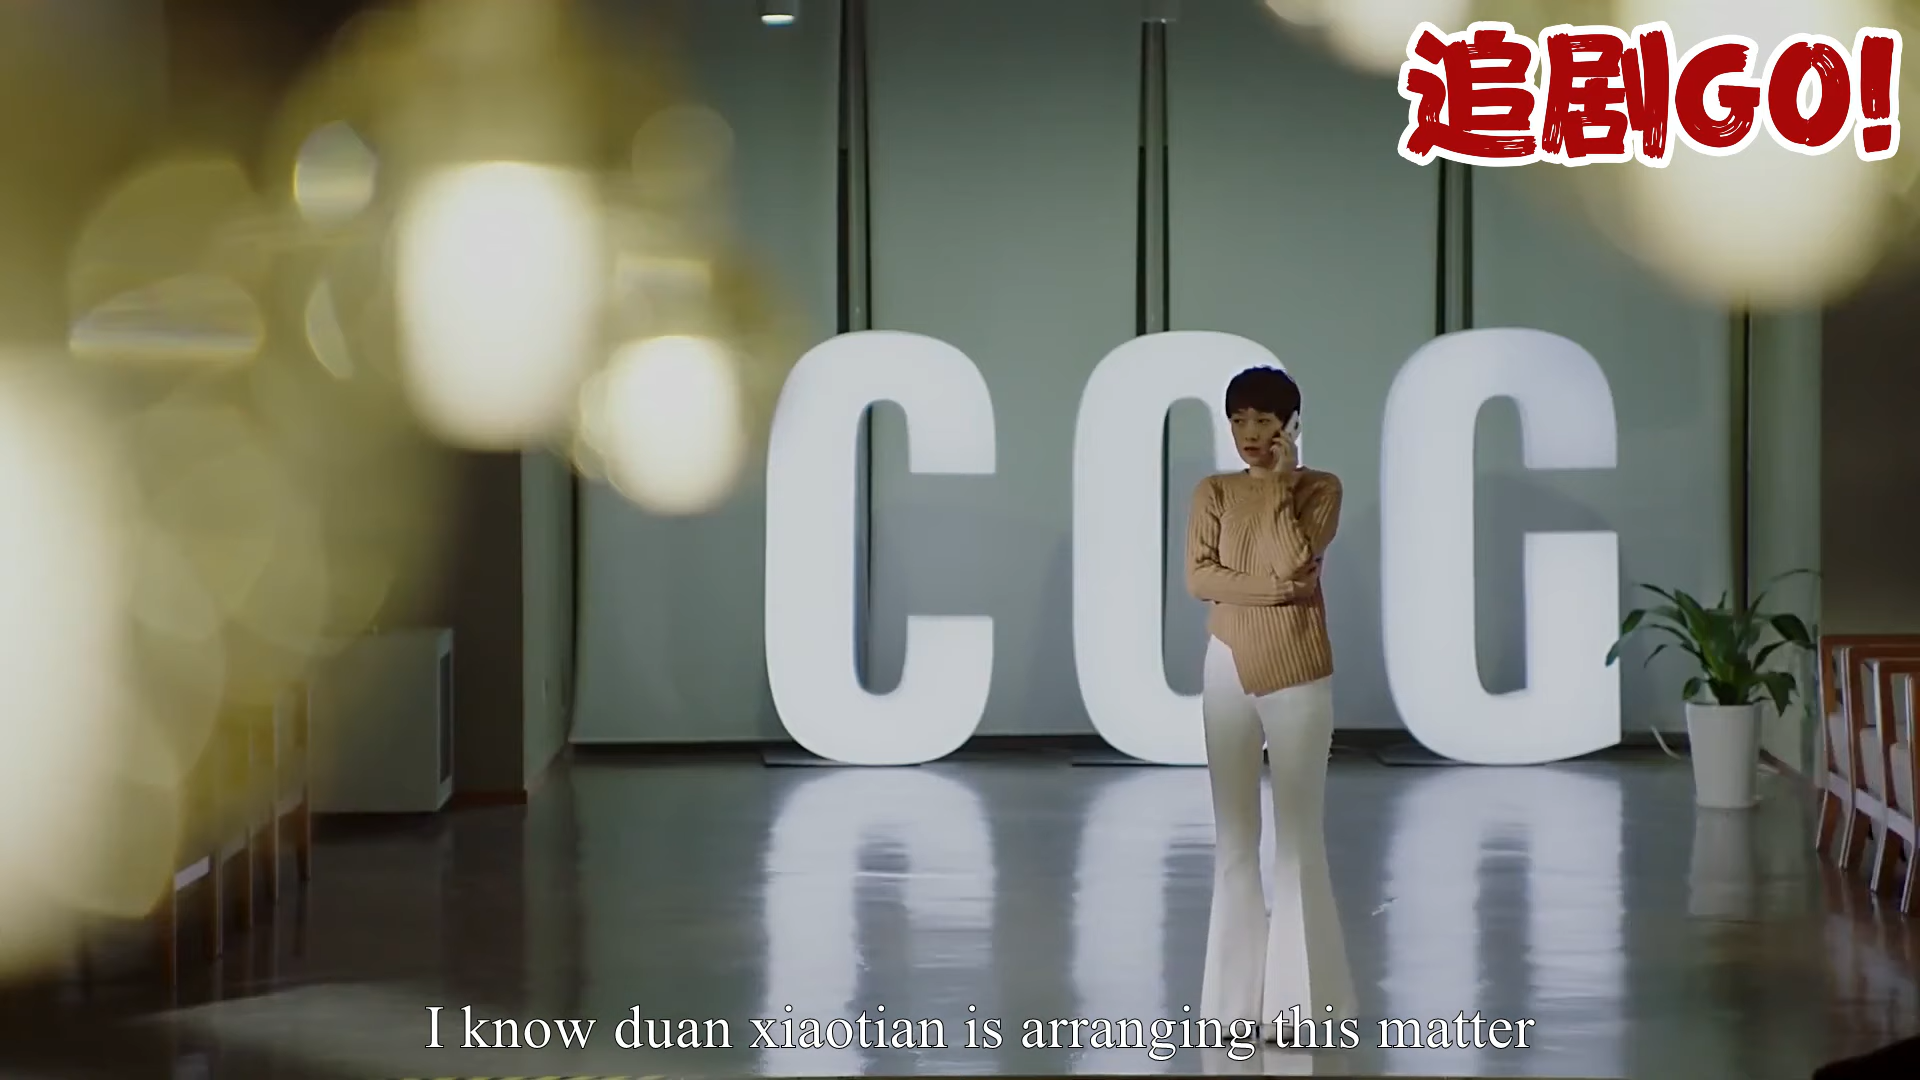 追剧GO!
CCG
I know duan xiaotian is arranging this matter